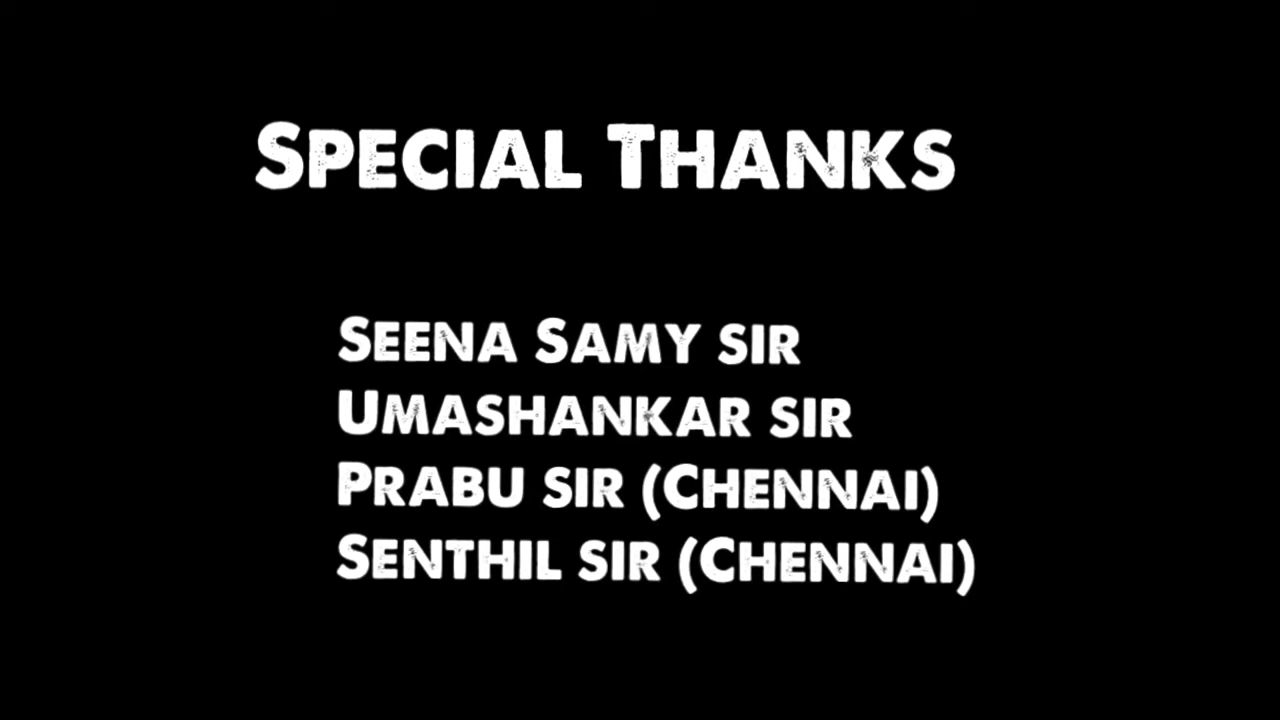 Special Thanks
Seena Samy sir
Umashankar sir
Prabu sir (Chennai)
Senthil sir (Chennai)